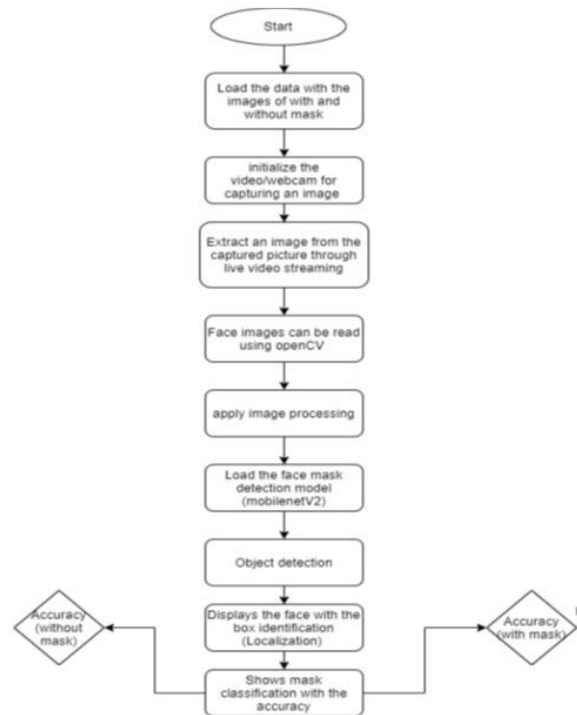 Start
Load the data with the
images of with and
without mask
initialize the
video/webcam for
capturing an image
Extract an image from the
captured picture through
live video streaming
Face images can be read
using openCV
apply image processing
Load the face mask
detection model
(mobilenetV2)
Object detection
Displays the face with the
box identification
(Localization)
Accuracy
(without
mask)
Accuracy
(with mask)
Shows mask
classification with the
accuracy